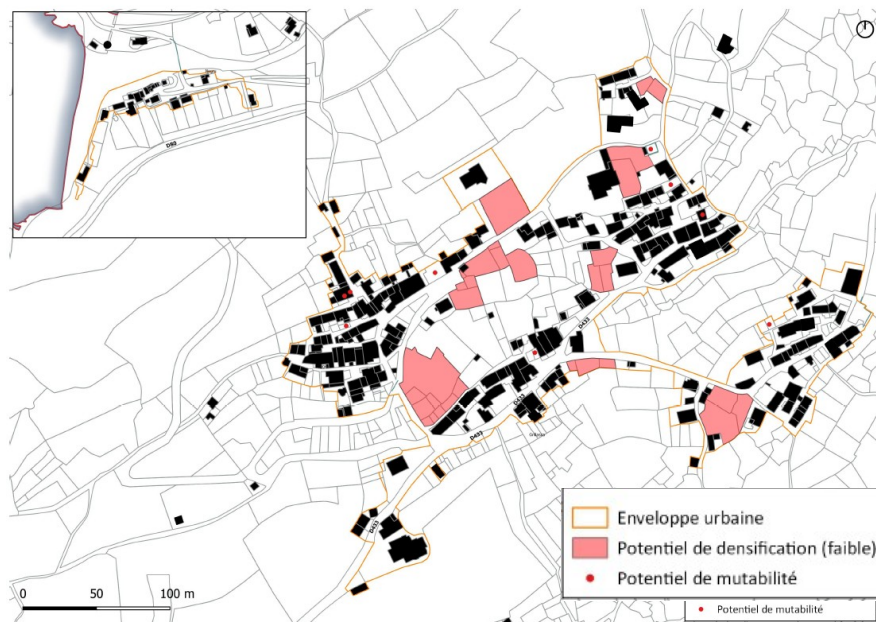 D80
D433
D433
D433
D433
Enveloppe urbaine
Potentiel de densification (faible)
Potentiel de mutabilité
Potentiel de mutabilité
0 50 100 m